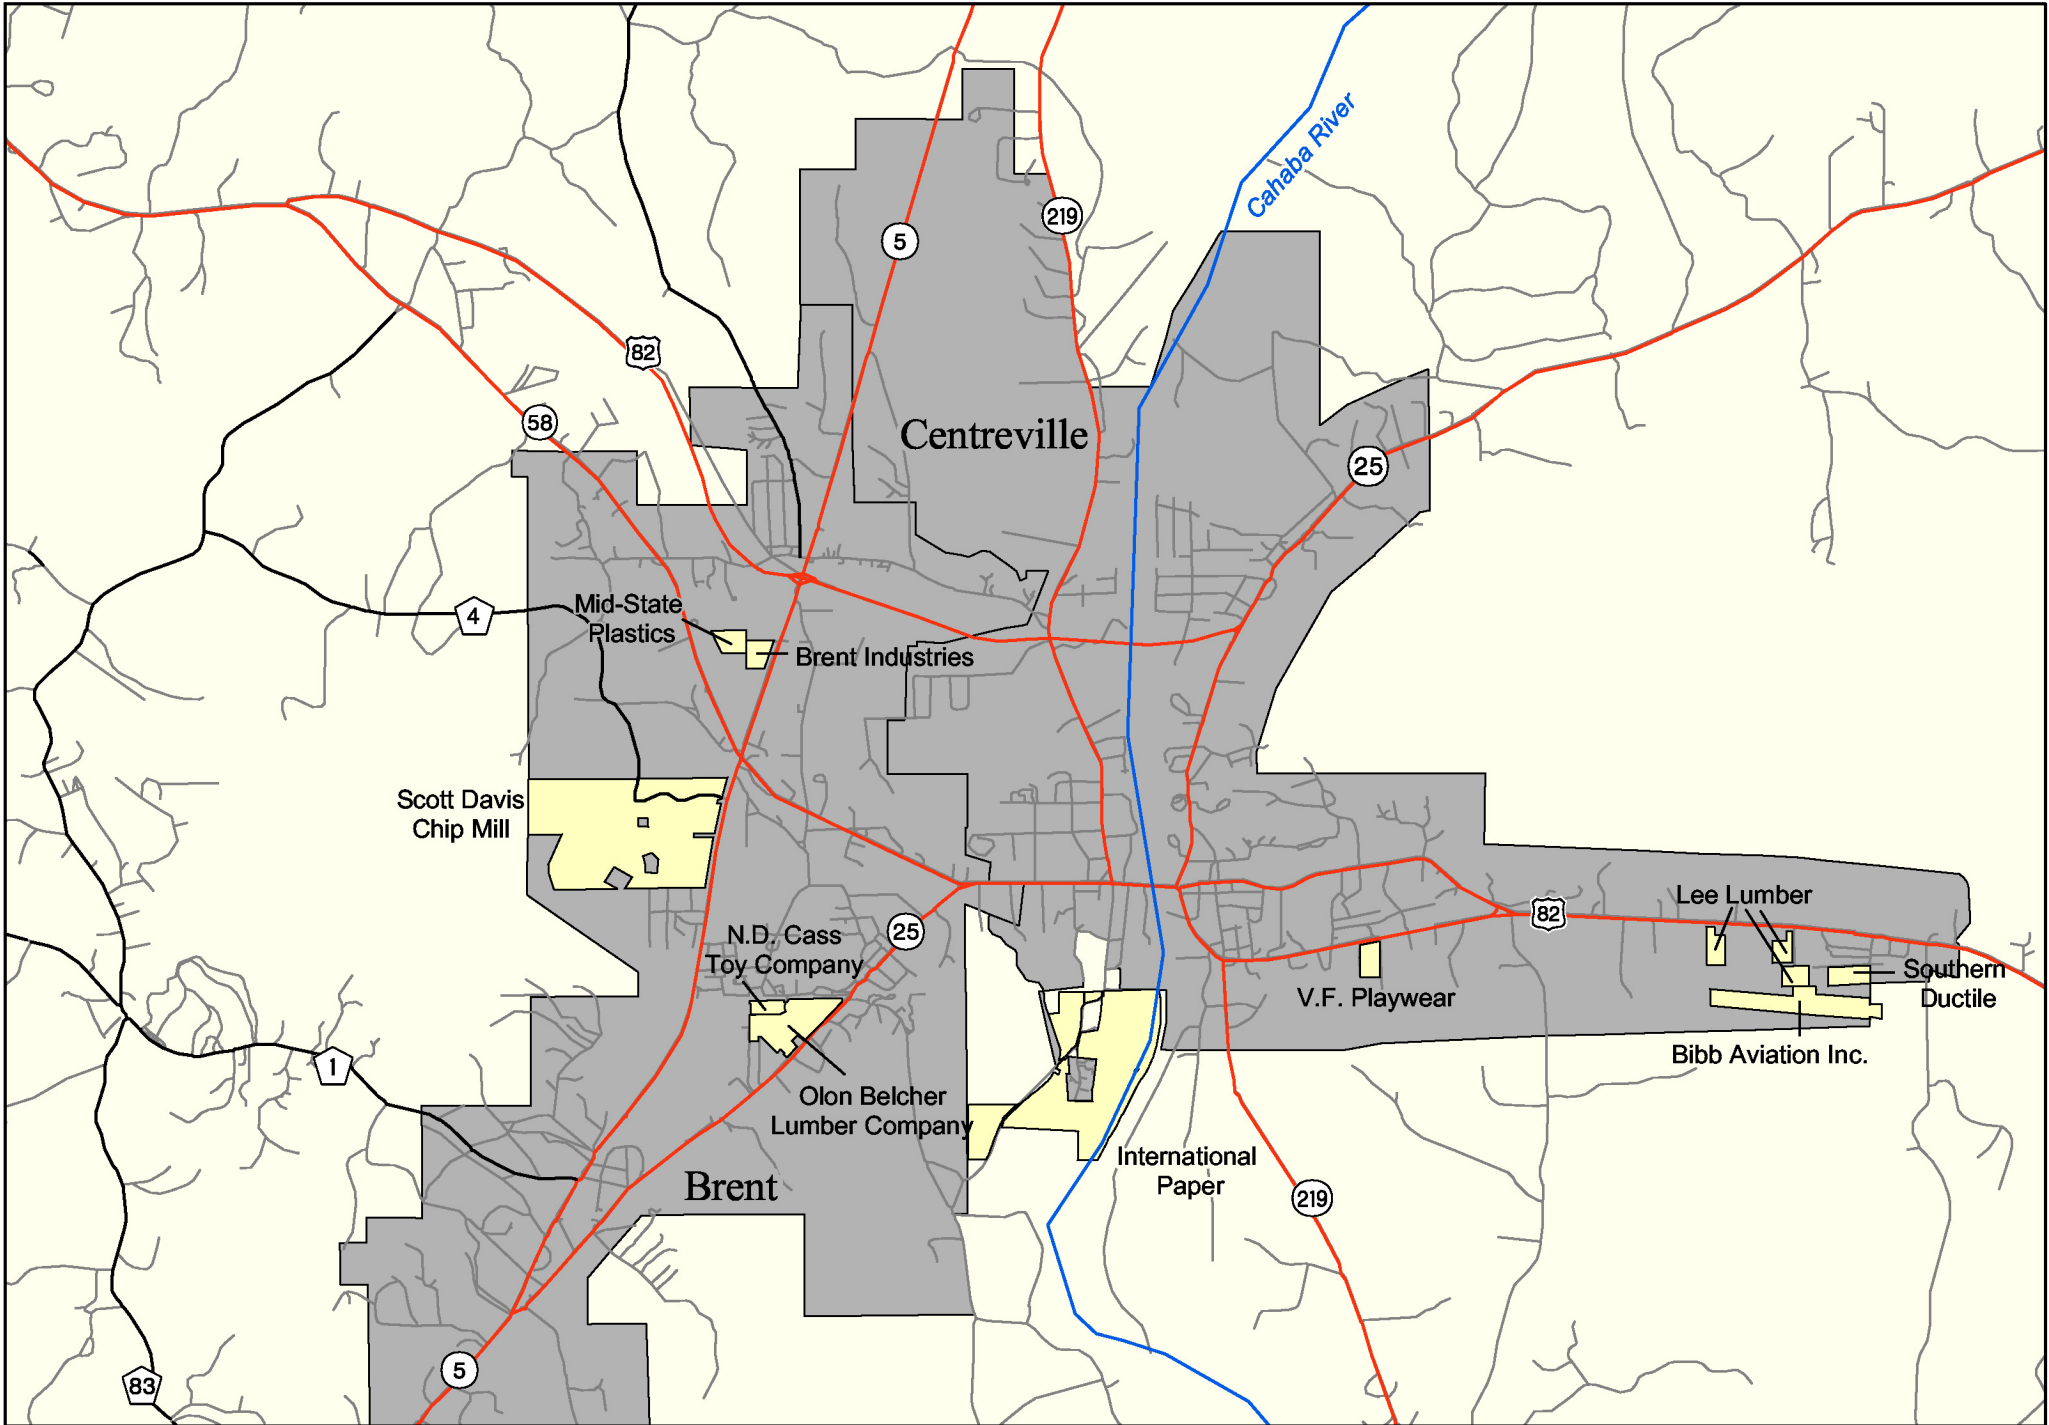 Cahaba River
219
5
82
58
Centreville
25
4
Mid-State
Plastics
Brent Industries
Scott Davis
Chip Mill
Lee Lumber
82
25
N.D. Cass
Toy Company
Southern
Ductile
V.F. Playwear
Bibb Aviation Inc.
1
Olon Belcher
Lumber Company
International
Paper
Brent
219
5
83